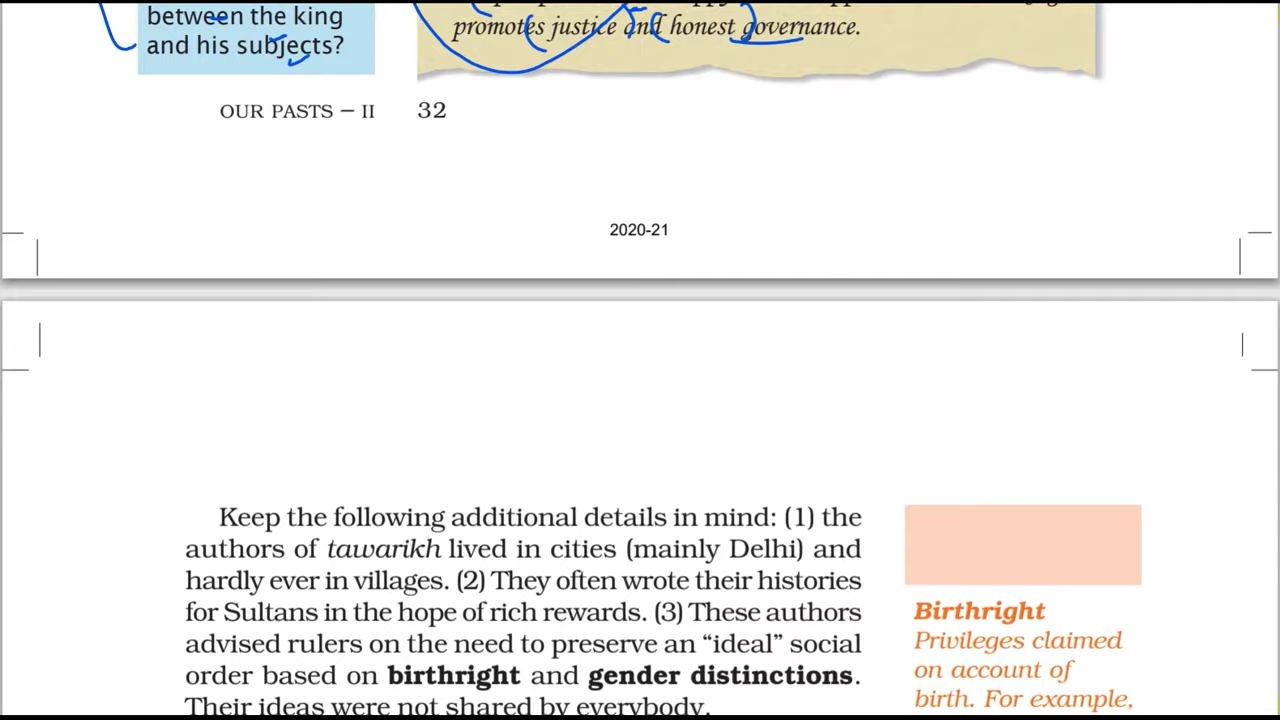 between the king
and his subjects?
promotes justice and honest governance.
OUR PASTS – II 32
2020-21
Keep the following additional details in mind: (1) the
authors of tawarikh lived in cities (mainly Delhi) and
hardly ever in villages. (2) They often wrote their histories
for Sultans in the hope of rich rewards. (3) These authors
advised rulers on the need to preserve an “ideal” social
order based on birthright and gender distinctions.
Their ideas were not shared by everybody.
Birthright
Privileges claimed
on account of
birth. For example,